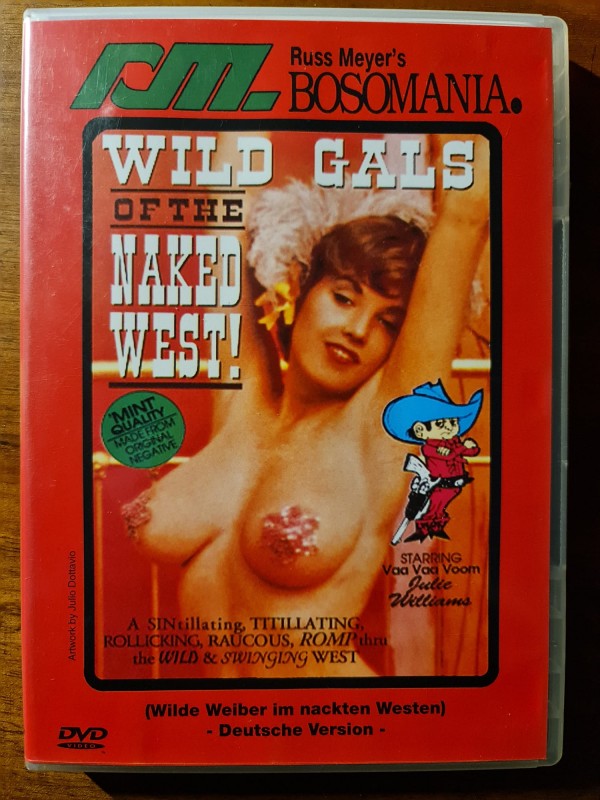 RM.
Russ Meyer's
BOSOMANIA.
WILD GALS
OF THE
NAKED
WEST!
"MINT"
QUALITY
MADE FROM
ORIGINAL
NEGATIVE
STARRING
Vaa Vaa Voom
Julie
Williams
A SINtillating, TITILLATING,
ROLLICKING, RAUCOUS, ROMP thru
the WILD & SWINGING WEST
Artwork by Julio Dottavio
(Wilde Weiber im nackten Westen)
- Deutsche Version -
DVD
VIDEO